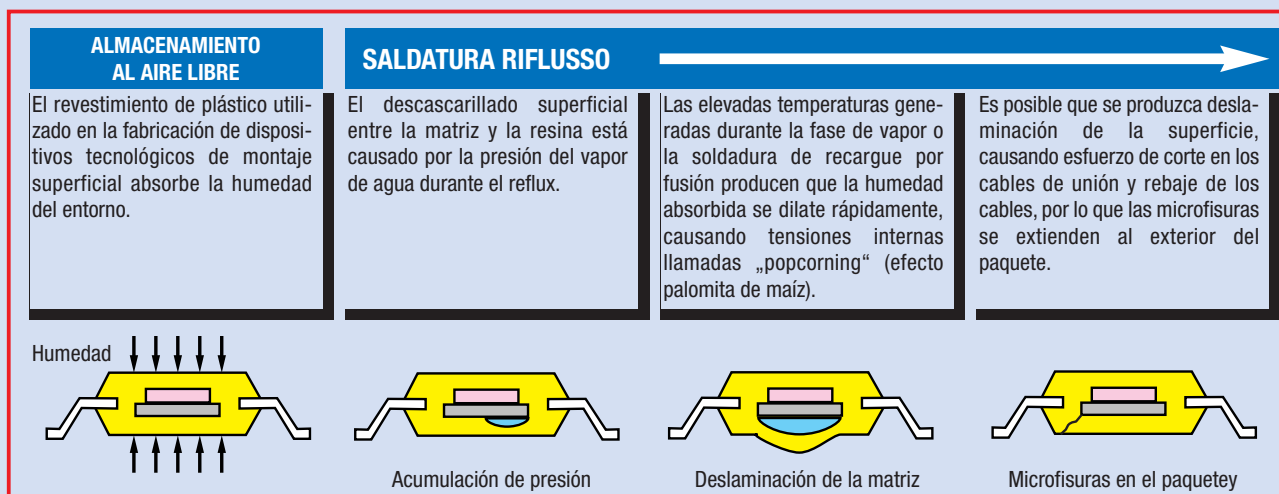 ALMACENAMIENTO
AL AIRE LIBRE
SALDATURA RIFLUSSO
El revestimiento de plástico utili-
zado en la fabricación de disposi-
tivos tecnológicos de montaje
superficial absorbe la humedad
del entorno.
El descascarillado superficial
entre la matriz y la resina está
causado por la presión del vapor
de agua durante el reflux.
Las elevadas temperaturas gene-
radas durante la fase de vapor o
la soldadura de recargue por
fusión producen que la humedad
absorbida se dilate rápidamente,
causando tensiones internas
llamadas „popcorning“ (efecto
palomita de maíz).
Es posible que se produzca desla-
minación de la superficie,
causando esfuerzo de corte en los
cables de unión y rebaje de los
cables, por lo que las microfisuras
se extienden al exterior del
paquete.
Humedad
Acumulación de presión
Deslaminación de la matriz
Microfisuras en el paquetey